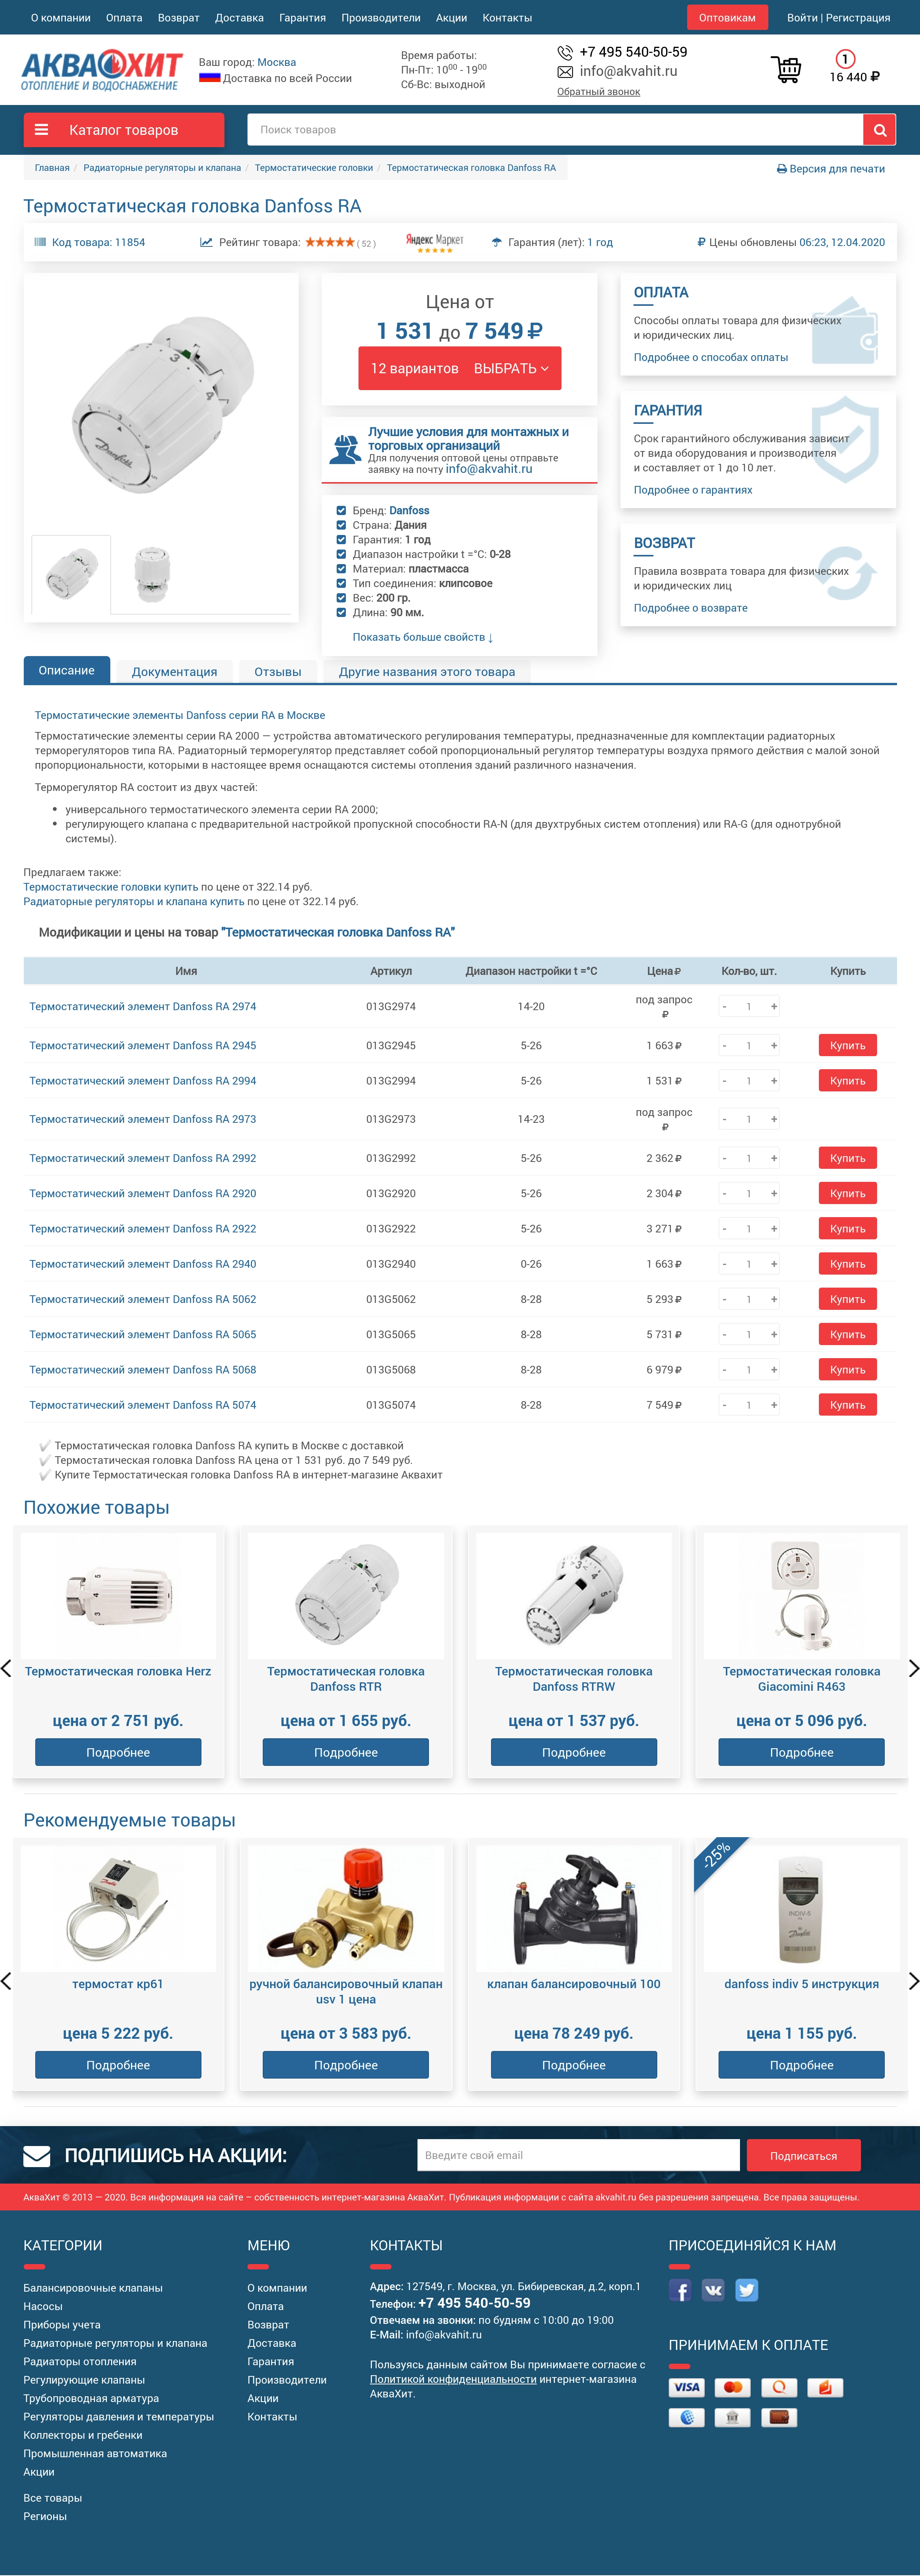 О компании Оплата Возврат Доставка Гарантия Производители Акции Контакты Оптовикам Войти | Регистрация
АКВАХИТ
ОТОПЛЕНИЕ И ВОДОСНАБЖЕНИЕ
Ваш город: Москва
Доставка по всей России
Время работы:
Пн-Пт: 10⁰⁰ - 19⁰⁰
Сб-Вс: выходной
+7 495 540-50-59
info@akvahit.ru
Обратный звонок
1
16 440 ₽
Каталог товаров
Поиск товаров
Главная / Радиаторные регуляторы и клапана / Термостатические головки / Термостатическая головка Danfoss RA
Версия для печати
Термостатическая головка Danfoss RA
Код товара: 11854 Рейтинг товара: ( 52 ) Яндекс Маркет Гарантия (лет): 1 год ₽ Цены обновлены 06:23, 12.04.2020
Цена от
1 531 до 7 549 ₽
12 вариантов ВЫБРАТЬ
Лучшие условия для монтажных и
торговых организаций
Для получения оптовой цены отправьте
заявку на почту info@akvahit.ru
Бренд: Danfoss
Страна: Дания
Гарантия: 1 год
Диапазон настройки t =°C: 0-28
Материал: пластмасса
Тип соединения: клипсовое
Вес: 200 гр.
Длина: 90 мм.
Показать больше свойств ↓
ОПЛАТА
Способы оплаты товара для физических
и юридических лиц.
Подробнее о способах оплаты
ГАРАНТИЯ
Срок гарантийного обслуживания зависит
от вида оборудования и производителя
и составляет от 1 до 10 лет.
Подробнее о гарантиях
ВОЗВРАТ
Правила возврата товара для физических
и юридических лиц
Подробнее о возврате
Описание Документация Отзывы Другие названия этого товара
Термостатические элементы Danfoss серии RA в Москве
Термостатические элементы серии RA 2000 — устройства автоматического регулирования температуры, предназначенные для комплектации радиаторных
терморегуляторов типа RA. Радиаторный терморегулятор представляет собой пропорциональный регулятор температуры воздуха прямого действия с малой зоной
пропорциональности, которыми в настоящее время оснащаются системы отопления зданий различного назначения.
Терморегулятор RA состоит из двух частей:
универсального термостатического элемента серии RA 2000;
регулирующего клапана с предварительной настройкой пропускной способности RA-N (для двухтрубных систем отопления) или RA-G (для однотрубной
системы).
Предлагаем также:
Термостатические головки купить по цене от 322.14 руб.
Радиаторные регуляторы и клапана купить по цене от 322.14 руб.
Модификации и цены на товар "Термостатическая головка Danfoss RA"
Имя Артикул Диапазон настройки t =°C Цена ₽ Кол-во, шт. Купить
Термостатический элемент Danfoss RA 2974 013G2974 14-20 под запрос ₽ - 1 +
Термостатический элемент Danfoss RA 2945 013G2945 5-26 1 663 ₽ - 1 + Купить
Термостатический элемент Danfoss RA 2994 013G2994 5-26 1 531 ₽ - 1 + Купить
Термостатический элемент Danfoss RA 2973 013G2973 14-23 под запрос ₽ - 1 +
Термостатический элемент Danfoss RA 2992 013G2992 5-26 2 362 ₽ - 1 + Купить
Термостатический элемент Danfoss RA 2920 013G2920 5-26 2 304 ₽ - 1 + Купить
Термостатический элемент Danfoss RA 2922 013G2922 5-26 3 271 ₽ - 1 + Купить
Термостатический элемент Danfoss RA 2940 013G2940 0-26 1 663 ₽ - 1 + Купить
Термостатический элемент Danfoss RA 5062 013G5062 8-28 5 293 ₽ - 1 + Купить
Термостатический элемент Danfoss RA 5065 013G5065 8-28 5 731 ₽ - 1 + Купить
Термостатический элемент Danfoss RA 5068 013G5068 8-28 6 979 ₽ - 1 + Купить
Термостатический элемент Danfoss RA 5074 013G5074 8-28 7 549 ₽ - 1 + Купить
Термостатическая головка Danfoss RA купить в Москве с доставкой
Термостатическая головка Danfoss RA цена от 1 531 руб. до 7 549 руб.
Купите Термостатическая головка Danfoss RA в интернет-магазине Аквахит
Похожие товары
Термостатическая головка Herz
цена от 2 751 руб.
Подробнее
Термостатическая головка
Danfoss RTR
цена от 1 655 руб.
Подробнее
Термостатическая головка
Danfoss RTRW
цена от 1 537 руб.
Подробнее
Термостатическая головка
Giacomini R463
цена от 5 096 руб.
Подробнее
Рекомендуемые товары
термостат кр61
цена 5 222 руб.
Подробнее
ручной балансировочный клапан
usv 1 цена
цена от 3 583 руб.
Подробнее
клапан балансировочный 100
цена 78 249 руб.
Подробнее
-25%
danfoss indiv 5 инструкция
цена 1 155 руб.
Подробнее
ПОДПИШИСЬ НА АКЦИИ: Введите свой email Подписаться
АкваХит © 2013 — 2020. Вся информация на сайте – собственность интернет-магазина АкваХит. Публикация информации с сайта akvahit.ru без разрешения запрещена. Все права защищены.
КАТЕГОРИИ
Балансировочные клапаны
Насосы
Приборы учета
Радиаторные регуляторы и клапана
Радиаторы отопления
Регулирующие клапаны
Трубопроводная арматура
Регуляторы давления и температуры
Коллекторы и гребенки
Промышленная автоматика
Акции
Все товары
Регионы
МЕНЮ
О компании
Оплата
Возврат
Доставка
Гарантия
Производители
Акции
Контакты
КОНТАКТЫ
Адрес: 127549, г. Москва, ул. Бибиревская, д.2, корп.1
Телефон: +7 495 540-50-59
Отвечаем на звонки: по будням с 10:00 до 19:00
E-Mail: info@akvahit.ru
Пользуясь данным сайтом Вы принимаете согласие с
Политикой конфиденциальности интернет-магазина
АкваХит.
ПРИСОЕДИНЯЙСЯ К НАМ
ПРИНИМАЕМ К ОПЛАТЕ
VISA